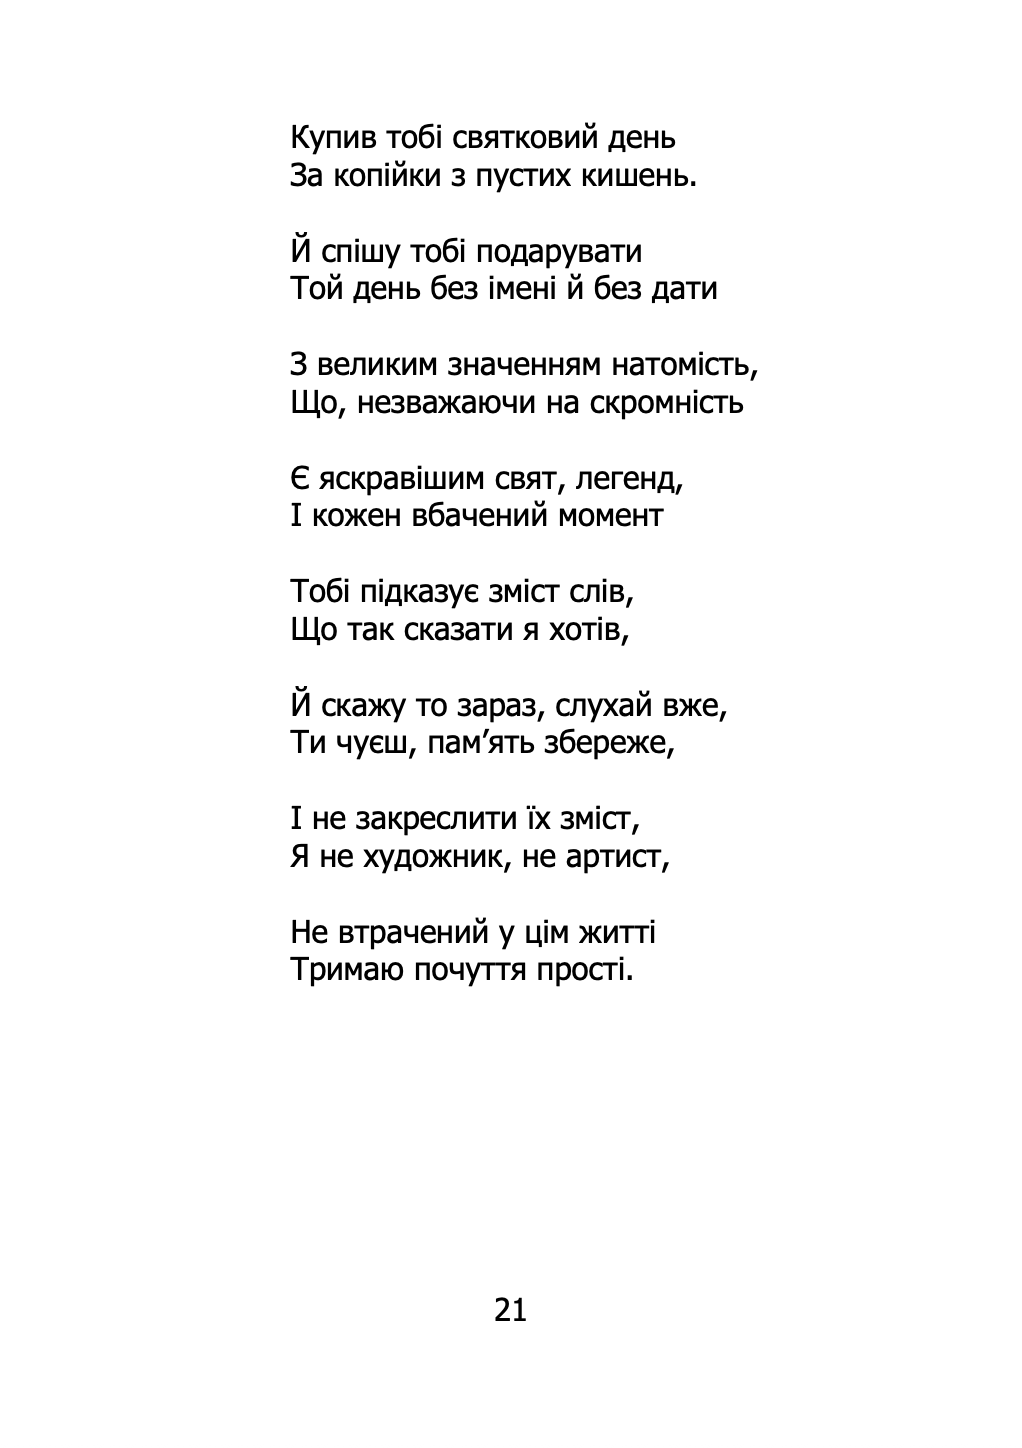 Купив тобі святковий день
За копійки з пустих кишень.
Й спішу тобі подарувати
Той день без імені й без дати
З великим значенням натомість,
Що, незважаючи на скромність
Є яскравішим свят, легенд,
І кожен вбачений момент
Тобі підказує зміст слів,
Що так сказати я хотів,
Й скажу то зараз, слухай вже,
Ти чуєш, пам’ять збереже,
І не закреслити їх зміст,
Я не художник, не артист,
Не втрачений у цім житті
Тримаю почуття прості.
21